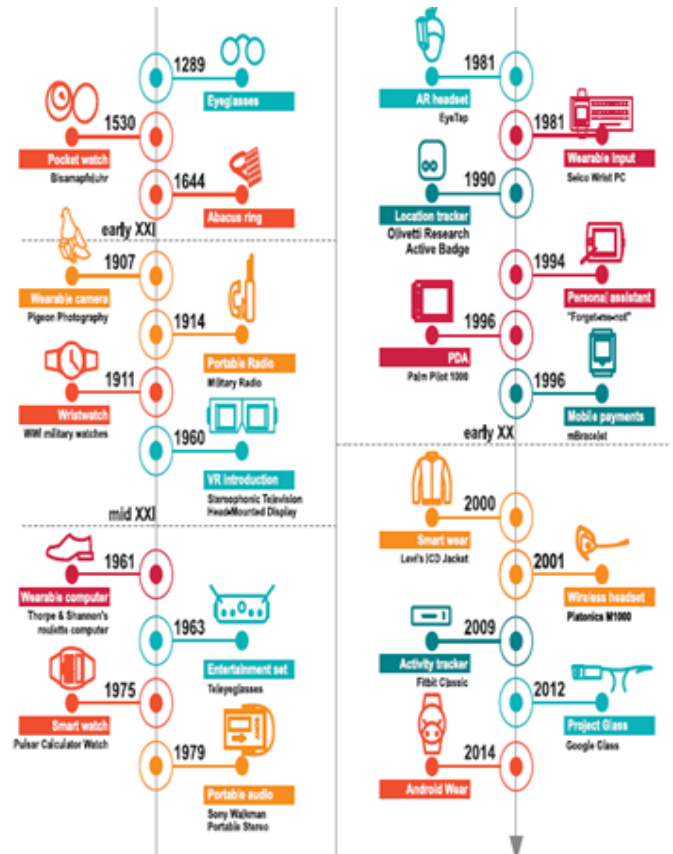 1289
Eyeglasses
1530
Pocket watch
Bisamapfeluhr
1644
Abacus ring
early XXI
1907
Wearable camera
Pigeon Photography
1914
Portable Radio
Military Radio
1911
Wristwatch
WWI military watches
1960
VR introduction
Stereophonic Television
Head-Mounted Display
mid XXI
1961
Wearable computer
Thorpe & Shannon's
roulette computer
1963
Entertainment set
Teleyeglasses
1975
Smart watch
Pulsar Calculator Watch
1979
Portable audio
Sony Walkman
Portable Stereo
1981
AR headset
EyeTap
1981
Wearable input
Seico Wrist PC
1990
Location tracker
Olivetti Research
Active Badge
1994
Personal assistant
"Forget-me-not"
1996
PDA
Palm Pilot 1000
1996
Mobile payments
mBracelet
early XX
2000
Smart wear
Levi's ICD Jacket
2001
Wireless headset
Platonics M1000
2009
Activity tracker
Fitbit Classic
2012
Project Glass
Google Glass
2014
Android Wear